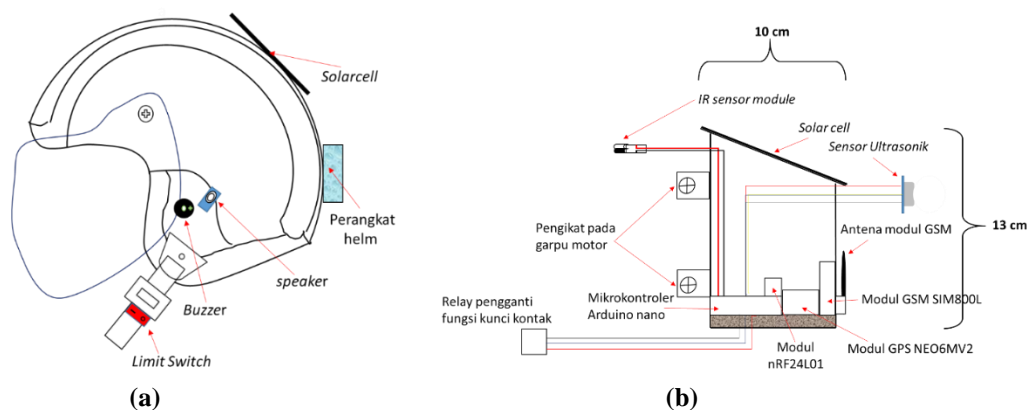 Solarcell
Perangkat
helm
speaker
Buzzer
Limit Switch
(a)
10 cm
IR sensor module
Solar cell
Sensor Ultrasonik
Pengikat pada
garpu motor
Antena modul GSM
13 cm
Mikrokontroler
Arduino nano
Modul GSM SIM800L
Relay pengganti
fungsi kunci kontak
Modul
nRF24L01
Modul GPS NEO6MV2
(b)